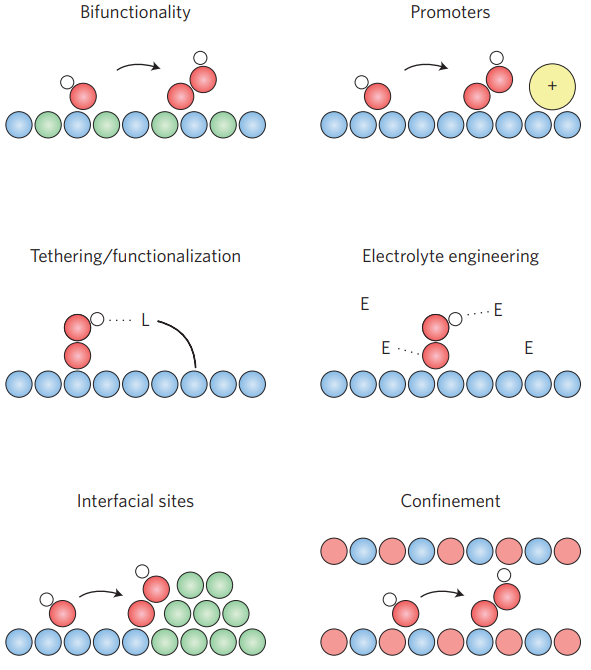 Bifunctionality
Promoters
+
Tethering/functionalization
Electrolyte engineering
L
E
E
E
E
Interfacial sites
Confinement